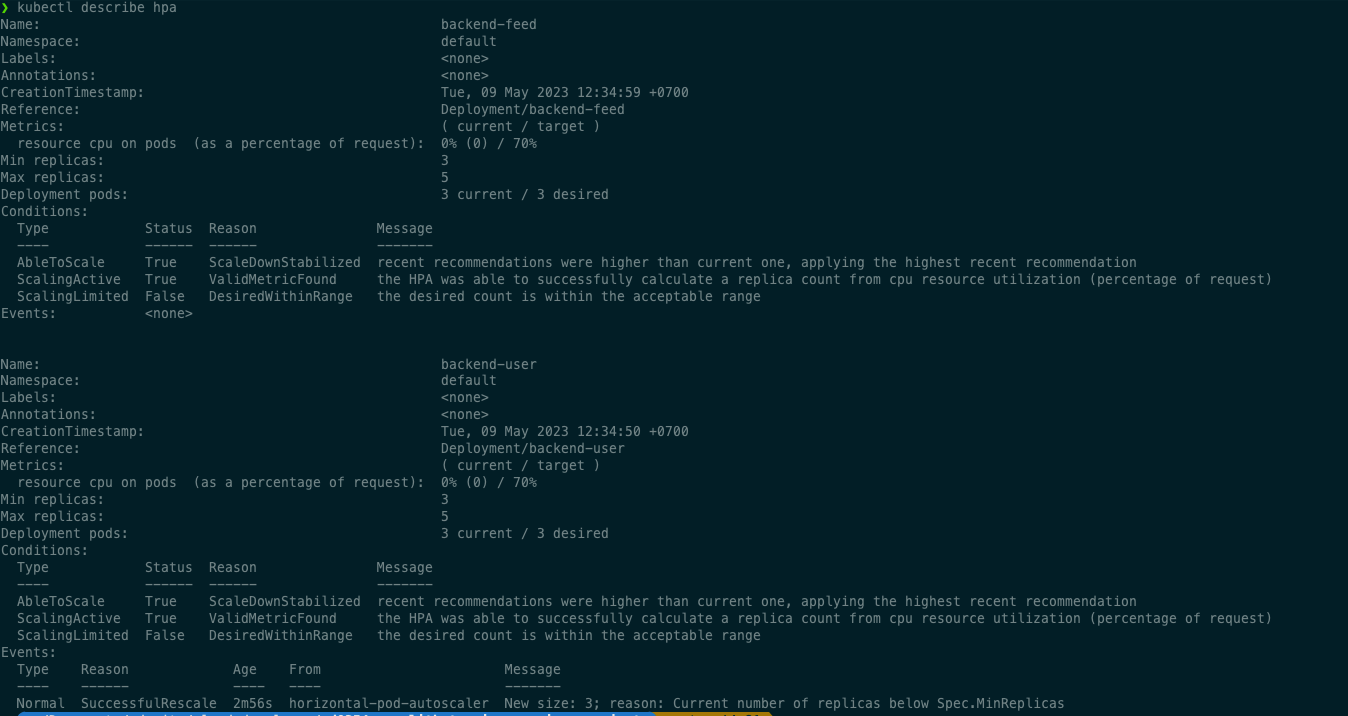 ❯ kubectl describe hpa
Name:                                                  backend-feed
Namespace:                                             default
Labels:                                                <none>
Annotations:                                           <none>
CreationTimestamp:                                     Tue, 09 May 2023 12:34:59 +0700
Reference:                                             Deployment/backend-feed
Metrics:                                               ( current / target )
  resource cpu on pods  (as a percentage of request):  0% (0) / 70%
Min replicas:                                          3
Max replicas:                                          5
Deployment pods:                                       3 current / 3 desired
Conditions:
  Type            Status  Reason               Message
  ----            ------  ------               -------
  AbleToScale     True    ScaleDownStabilized  recent recommendations were higher than current one, applying the highest recent recommendation
  ScalingActive   True    ValidMetricFound     the HPA was able to successfully calculate a replica count from cpu resource utilization (percentage of request)
  ScalingLimited  False   DesiredWithinRange   the desired count is within the acceptable range
Events:           <none>
Name:                                                  backend-user
Namespace:                                             default
Labels:                                                <none>
Annotations:                                           <none>
CreationTimestamp:                                     Tue, 09 May 2023 12:34:50 +0700
Reference:                                             Deployment/backend-user
Metrics:                                               ( current / target )
  resource cpu on pods  (as a percentage of request):  0% (0) / 70%
Min replicas:                                          3
Max replicas:                                          5
Deployment pods:                                       3 current / 3 desired
Conditions:
  Type            Status  Reason               Message
  ----            ------  ------               -------
  AbleToScale     True    ScaleDownStabilized  recent recommendations were higher than current one, applying the highest recent recommendation
  ScalingActive   True    ValidMetricFound     the HPA was able to successfully calculate a replica count from cpu resource utilization (percentage of request)
  ScalingLimited  False   DesiredWithinRange   the desired count is within the acceptable range
Events:
  Type    Reason             Age    From                       Message
  ----    ------             ----   ----                       -------
  Normal  SuccessfulRescale  2m56s  horizontal-pod-autoscaler  New size: 3; reason: Current number of replicas below Spec.MinReplicas